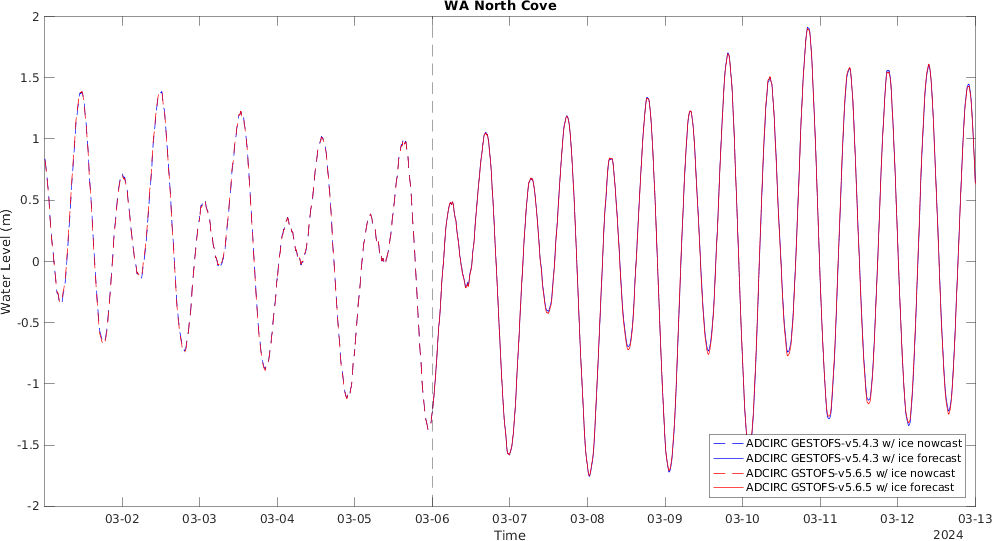 WA North Cove
Water Level (m)
2
1.5
1
0.5
0
-0.5
-1
-1.5
-2
ADCIRC GESTOFS-v5.4.3 w/ ice nowcast
ADCIRC GESTOFS-v5.4.3 w/ ice forecast
ADCIRC GSTOFS-v5.6.5 w/ ice nowcast
ADCIRC GSTOFS-v5.6.5 w/ ice forecast
03-02 03-03 03-04 03-05 03-06 03-07 03-08 03-09 03-10 03-11 03-12 03-13
Time
2024